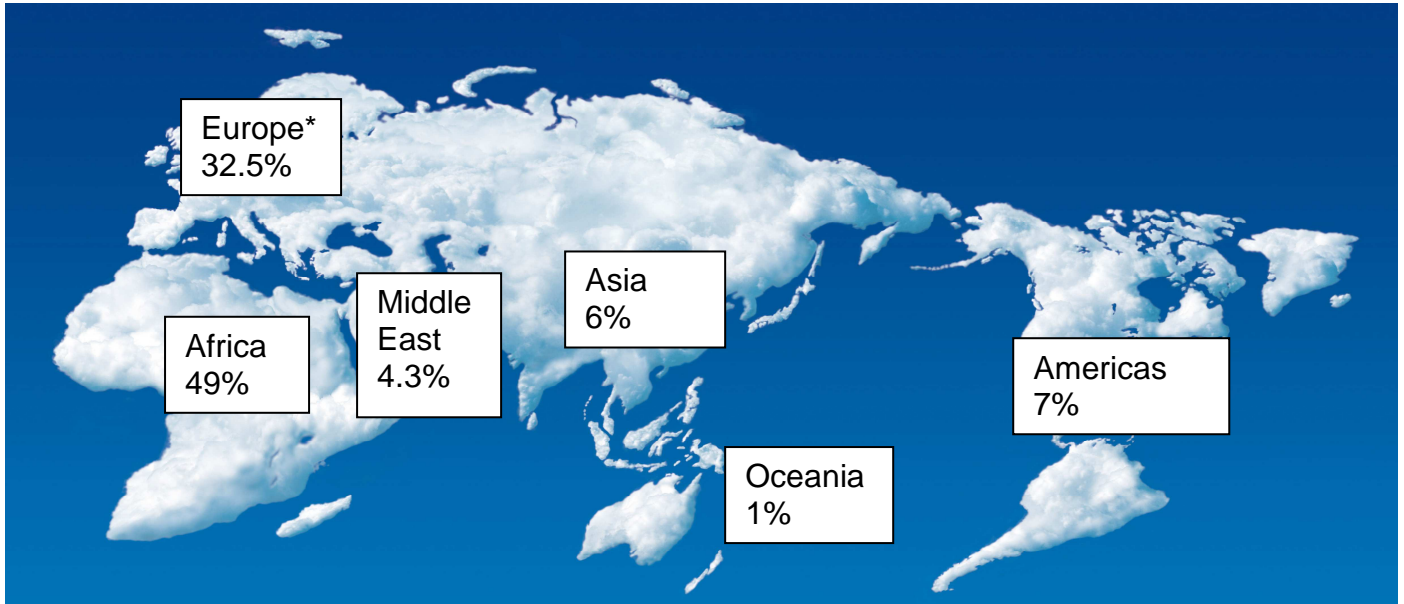 Europe*
32.5%
Asia
6%
Middle
East
4.3%
Africa
49%
Americas
7%
Oceania
1%